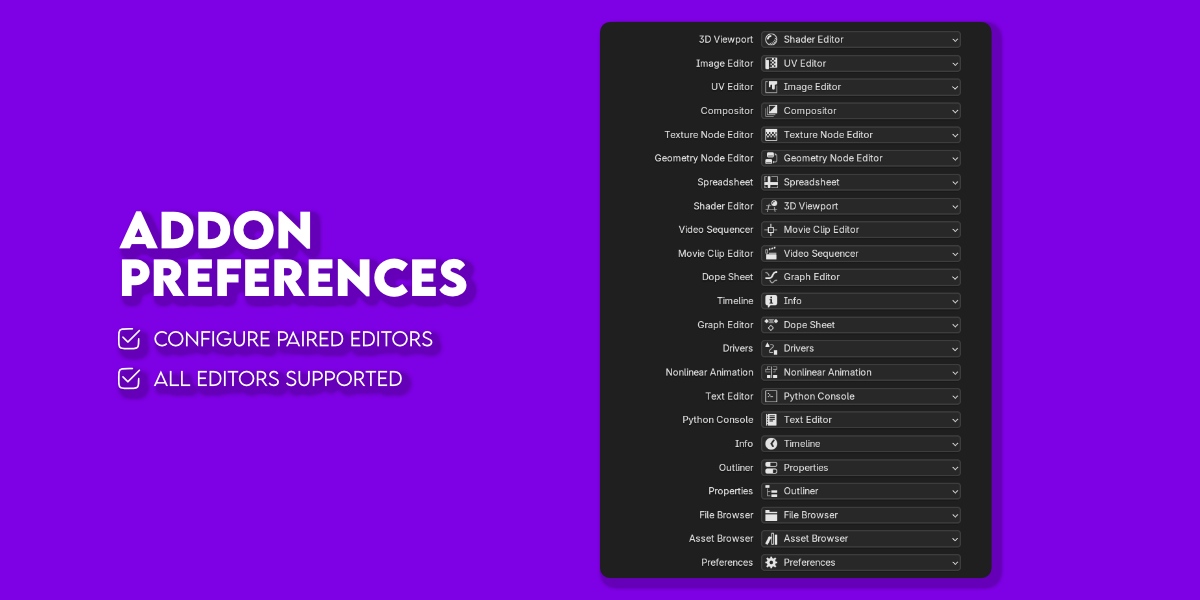 ADDON
PREFERENCES
CONFIGURE PAIRED EDITORS
ALL EDITORS SUPPORTED
3D Viewport Shader Editor
Image Editor UV Editor
UV Editor Image Editor
Compositor Compositor
Texture Node Editor Texture Node Editor
Geometry Node Editor Geometry Node Editor
Spreadsheet Spreadsheet
Shader Editor 3D Viewport
Video Sequencer Movie Clip Editor
Movie Clip Editor Video Sequencer
Dope Sheet Graph Editor
Timeline Info
Graph Editor Dope Sheet
Drivers Drivers
Nonlinear Animation Nonlinear Animation
Text Editor Python Console
Python Console Text Editor
Info Timeline
Outliner Properties
Properties Outliner
File Browser File Browser
Asset Browser Asset Browser
Preferences Preferences